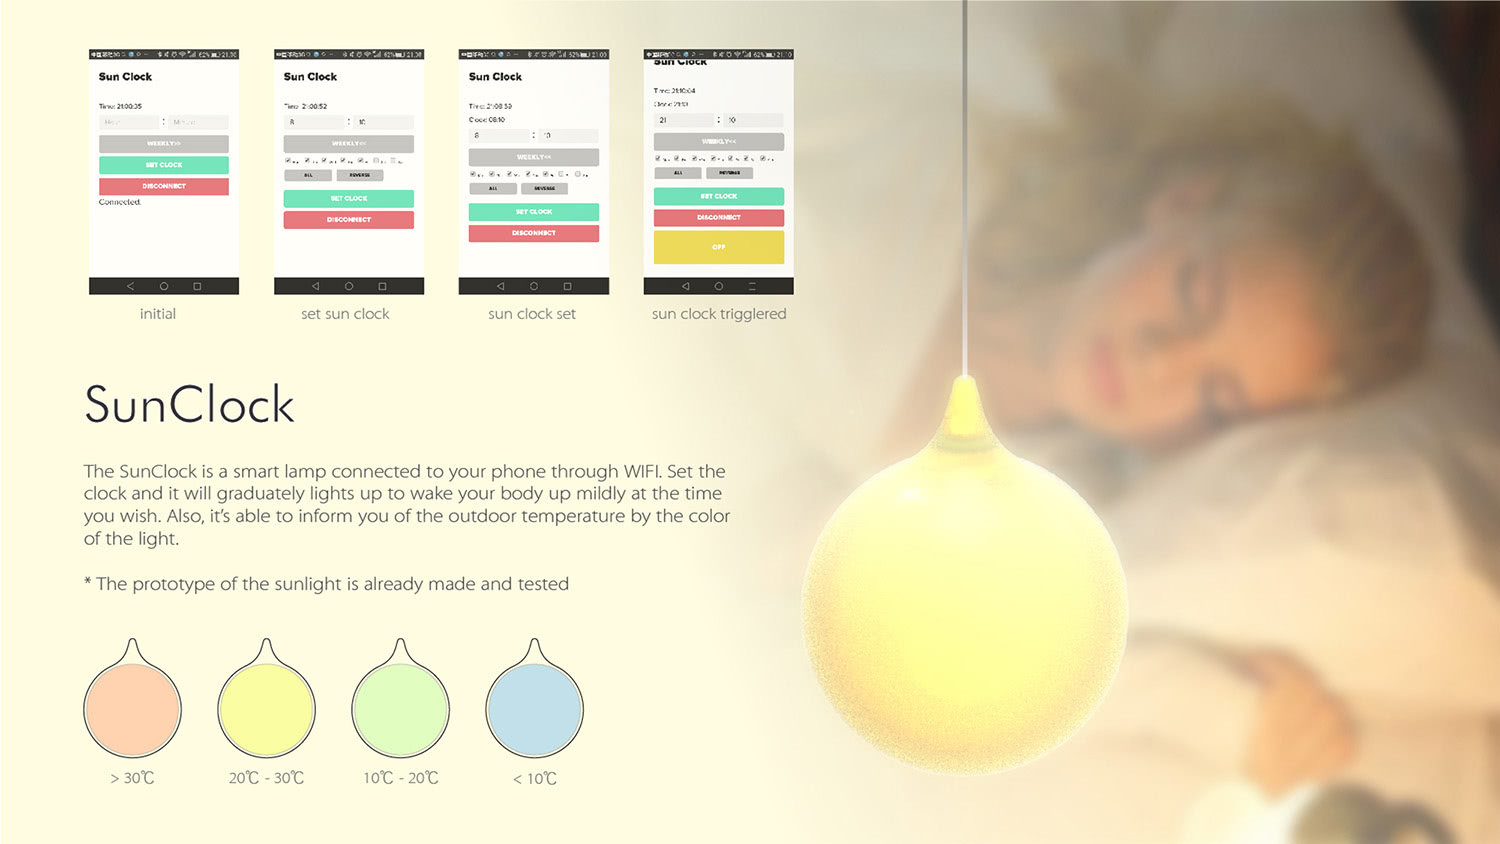 Sun Clock
Time: 21:08:35
Hour : Minute
WEEKLY>>
SET CLOCK
DISCONNECT
Connected.
initial
Sun Clock
Time: 21:08:52
8 : 10
WEEKLY<<
ALL REVERSE
SET CLOCK
DISCONNECT
set sun clock
Sun Clock
Time: 21:08:59
Clock: 08:10
8 : 10
WEEKLY<<
ALL REVERSE
SET CLOCK
DISCONNECT
sun clock set
Sun Clock
Time: 21:10:04
Clock: 21:10
21 : 10
WEEKLY<<
ALL REVERSE
SET CLOCK
DISCONNECT
OFF
sun clock trigglered
SunClock
The SunClock is a smart lamp connected to your phone through WIFI. Set the
clock and it will graduately lights up to wake your body up mildly at the time
you wish. Also, it's able to inform you of the outdoor temperature by the color
of the light.
* The prototype of the sunlight is already made and tested
> 30℃
20℃ - 30℃
10℃ - 20℃
< 10℃